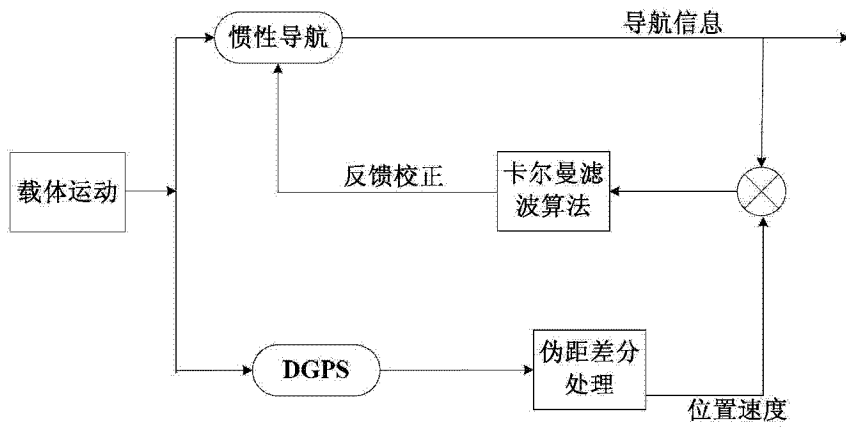 惯性导航
导航信息
载体运动
反馈校正
卡尔曼滤
波算法
DGPS
伪距差分
处理
位置速度